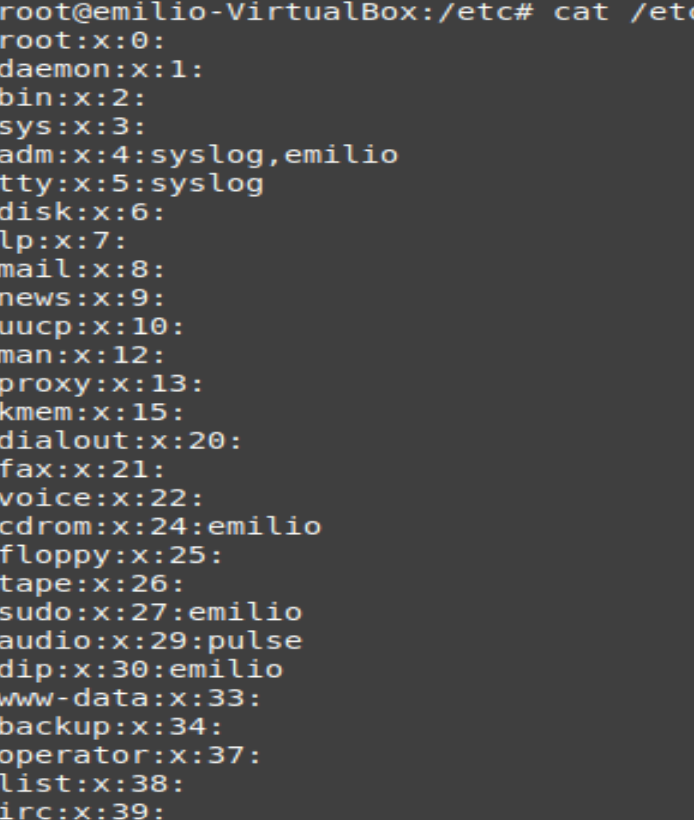 root@emilio-VirtualBox:/etc# cat /etc
root:x:0:
daemon:x:1:
bin:x:2:
sys:x:3:
adm:x:4:syslog,emilio
tty:x:5:syslog
disk:x:6:
lp:x:7:
mail:x:8:
news:x:9:
uucp:x:10:
man:x:12:
proxy:x:13:
kmem:x:15:
dialout:x:20:
fax:x:21:
voice:x:22:
cdrom:x:24:emilio
floppy:x:25:
tape:x:26:
sudo:x:27:emilio
audio:x:29:pulse
dip:x:30:emilio
www-data:x:33:
backup:x:34:
operator:x:37:
list:x:38:
irc:x:39: